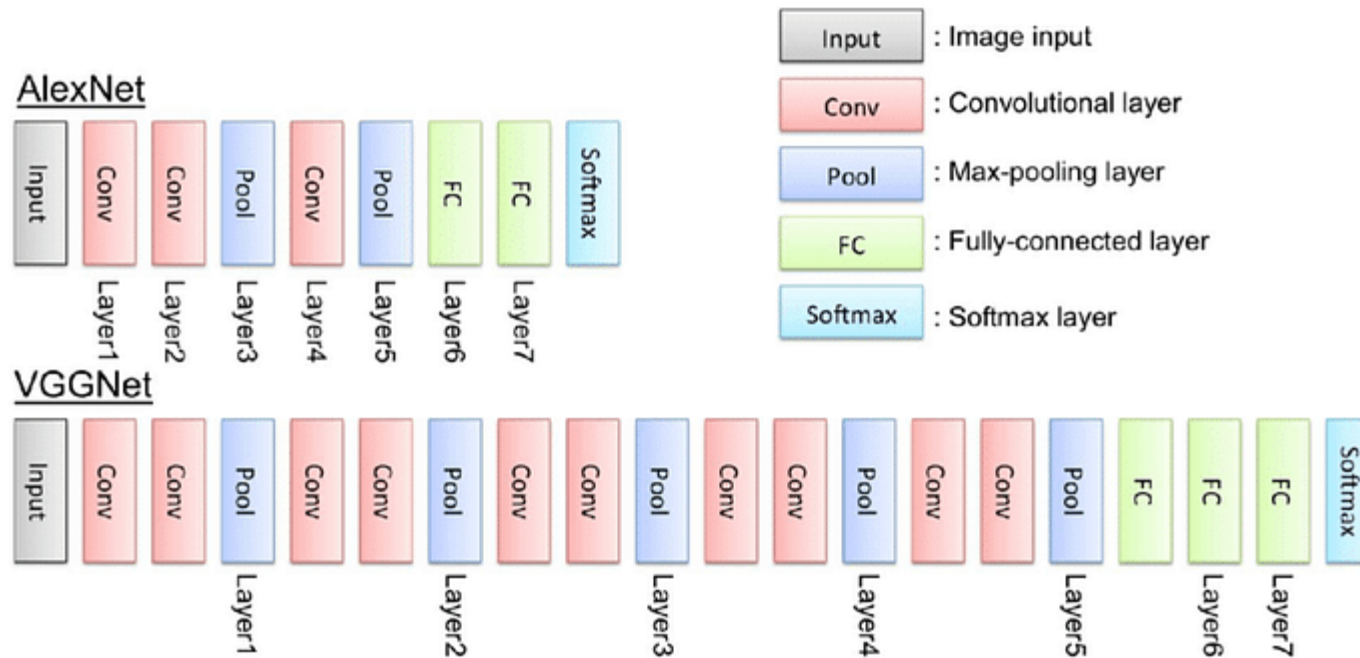 Input : Image input
AlexNet
Conv : Convolutional layer
Input Conv Conv Pool Conv Pool FC FC Softmax
Pool : Max-pooling layer
FC : Fully-connected layer
Softmax : Softmax layer
Layer1 Layer2 Layer3 Layer4 Layer5 Layer6 Layer7
VGGNet
Input Conv Conv Pool Conv Conv Pool Conv Conv Pool Conv Conv Pool Conv Conv Pool FC FC FC Softmax
Layer1 Layer2 Layer3 Layer4 Layer5 Layer6 Layer7